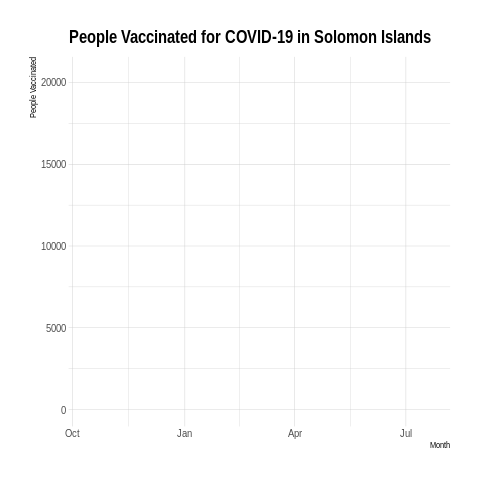 People Vaccinated for COVID-19 in Solomon Islands
People Vaccinated
20000
15000
10000
5000
0
Oct Jan Apr Jul
Month